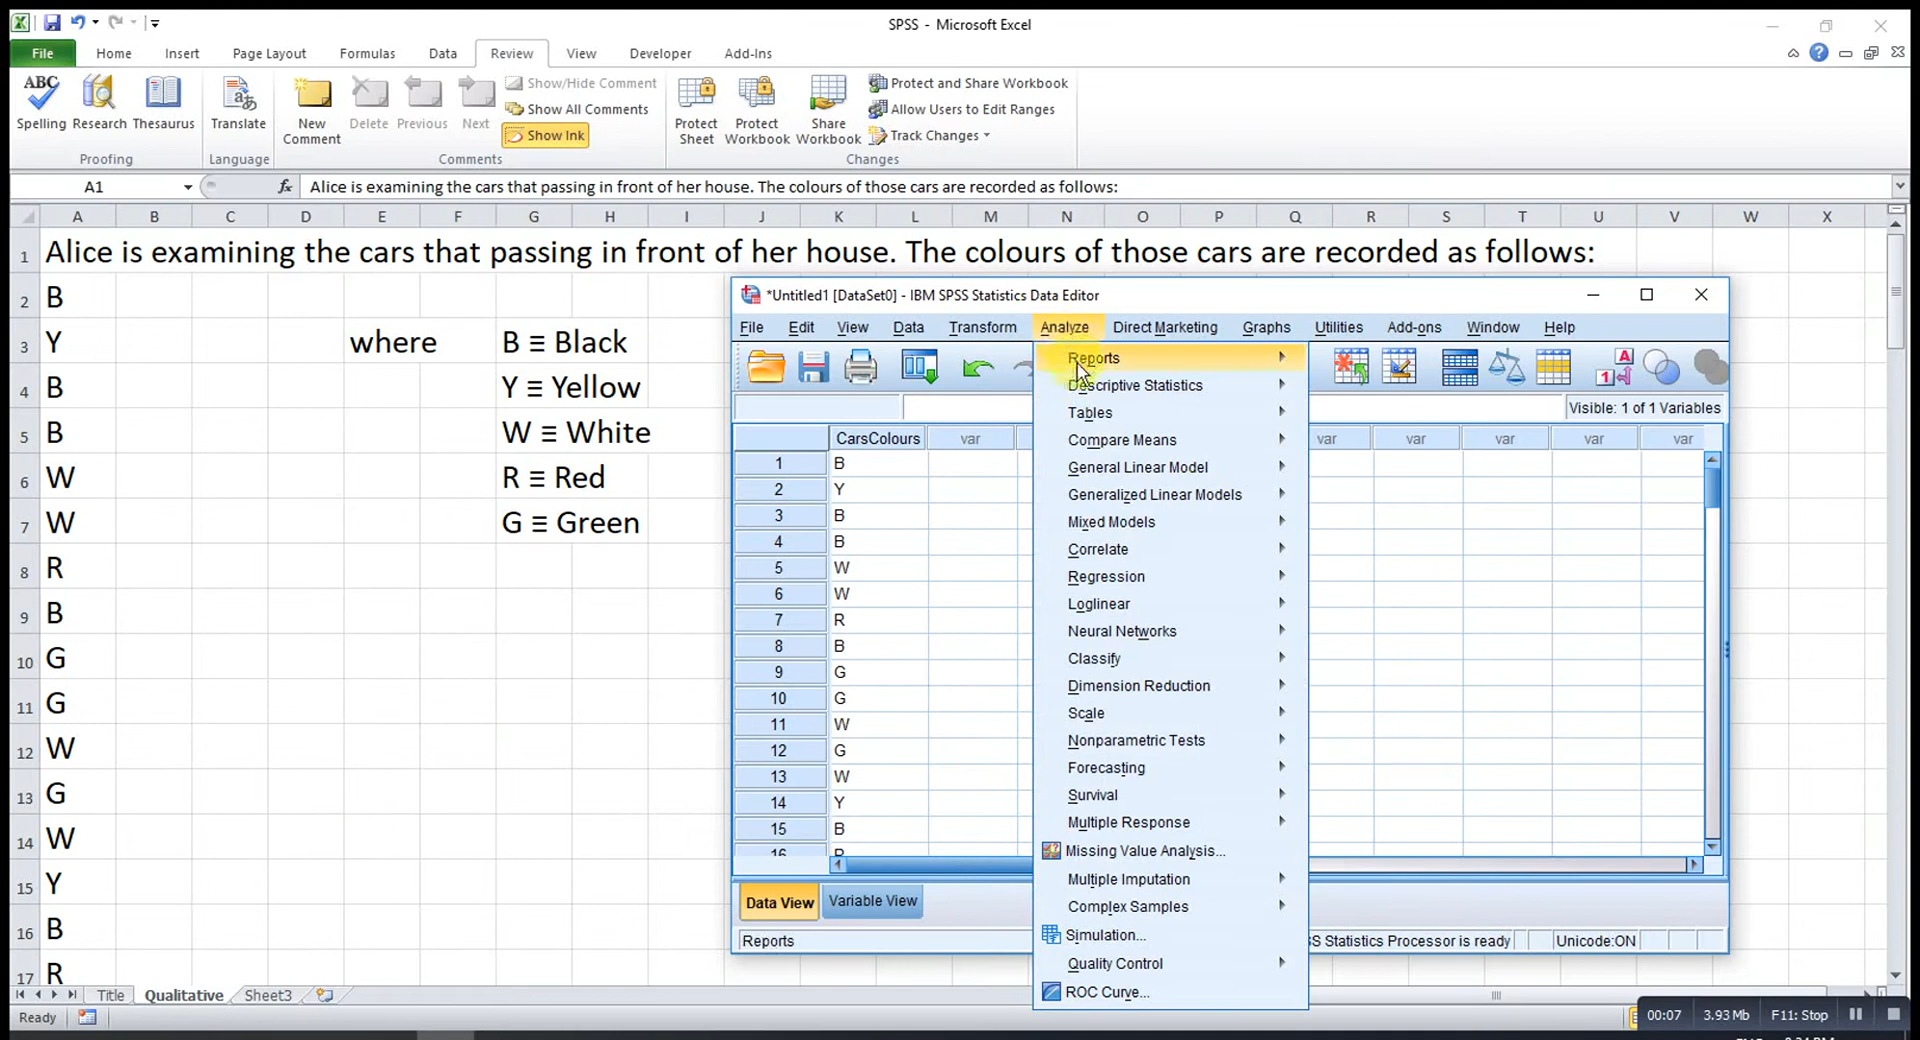 SPSS - Microsoft Excel
File Home Insert Page Layout Formulas Data Review View Developer Add-Ins
ABC
Spelling Research Thesaurus
Proofing
Translate
Language
New Comment
Delete Previous Next
Show/Hide Comment
Show All Comments
Show Ink
Comments
Protect Sheet
Protect Workbook
Share Workbook
Protect and Share Workbook
Allow Users to Edit Ranges
Track Changes
Changes
A1 fx Alice is examining the cars that passing in front of her house. The colours of those cars are recorded as follows:
A B C D E F G H I J K L M N O P Q R S T U V W X
1 Alice is examining the cars that passing in front of her house. The colours of those cars are recorded as follows:
2 B
3 Y where B ≡ Black
4 B Y ≡ Yellow
5 B W ≡ White
6 W R ≡ Red
7 W G ≡ Green
8 R
9 B
10 G
11 G
12 W
13 G
14 W
15 Y
16 B
17 R
*Untitled1 [DataSet0] - IBM SPSS Statistics Data Editor
File Edit View Data Transform Analyze Direct Marketing Graphs Utilities Add-ons Window Help
Visible: 1 of 1 Variables
CarsColours var var var var var var
1 B
2 Y
3 B
4 B
5 W
6 W
7 R
8 B
9 G
10 G
11 W
12 G
13 W
14 Y
15 B
16
Reports
Descriptive Statistics
Tables
Compare Means
General Linear Model
Generalized Linear Models
Mixed Models
Correlate
Regression
Loglinear
Neural Networks
Classify
Dimension Reduction
Scale
Nonparametric Tests
Forecasting
Survival
Multiple Response
Missing Value Analysis...
Multiple Imputation
Complex Samples
Simulation...
Quality Control
ROC Curve...
Data View Variable View
Reports
SS Statistics Processor is ready Unicode:ON
Title Qualitative Sheet3
Ready
00:07 3.93 Mb F11: Stop